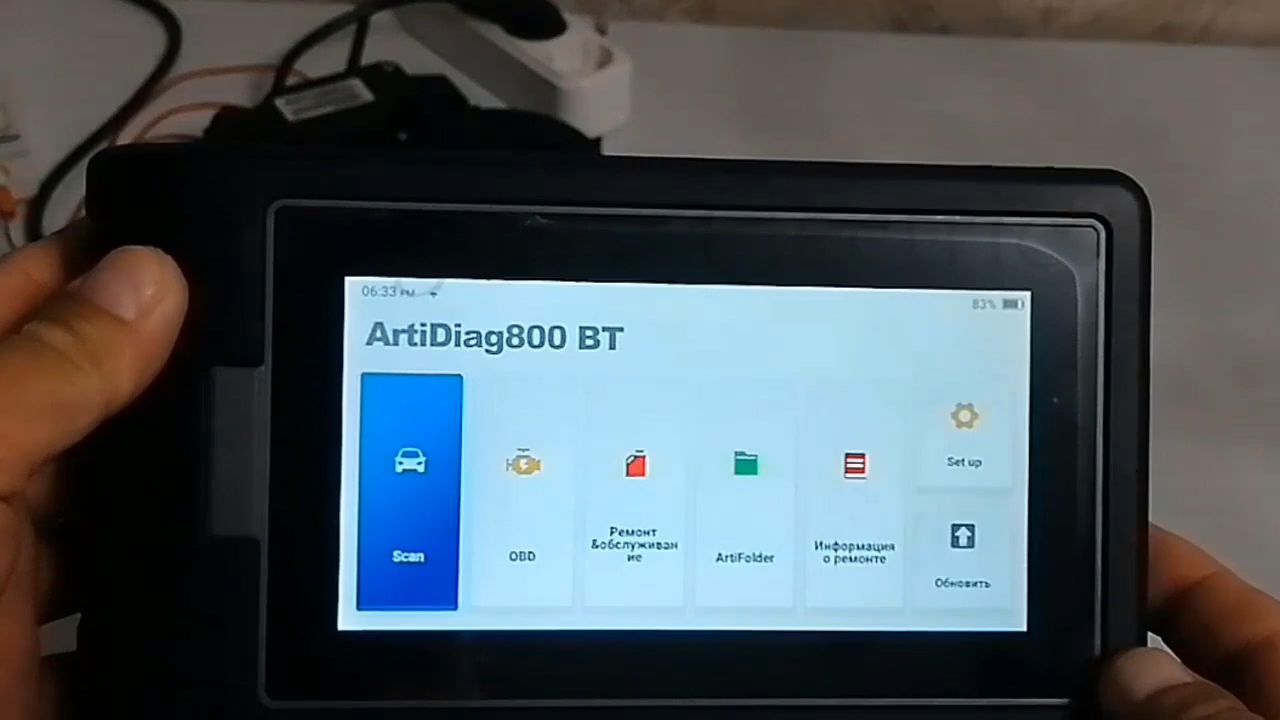 06:33 PM
83%
ArtiDiag800 BT
Scan
OBD
Ремонт
&обслуживан
ие
ArtiFolder
Информация
о ремонте
Set up
Обновить